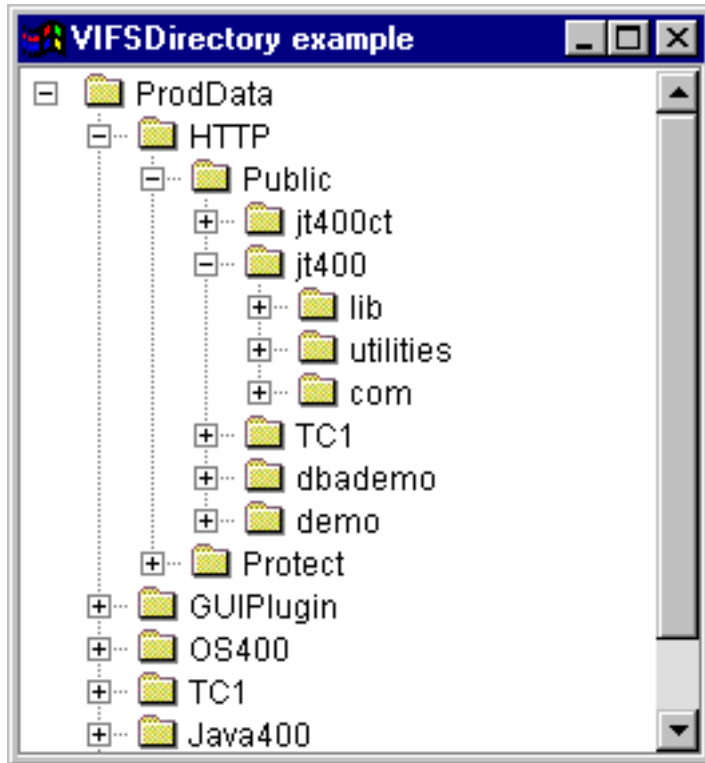 VIFSDirectory example
ProdData
HTTP
Public
jt400ct
jt400
lib
utilities
com
TC1
dbademo
demo
Protect
GUIPlugin
OS400
TC1
Java400